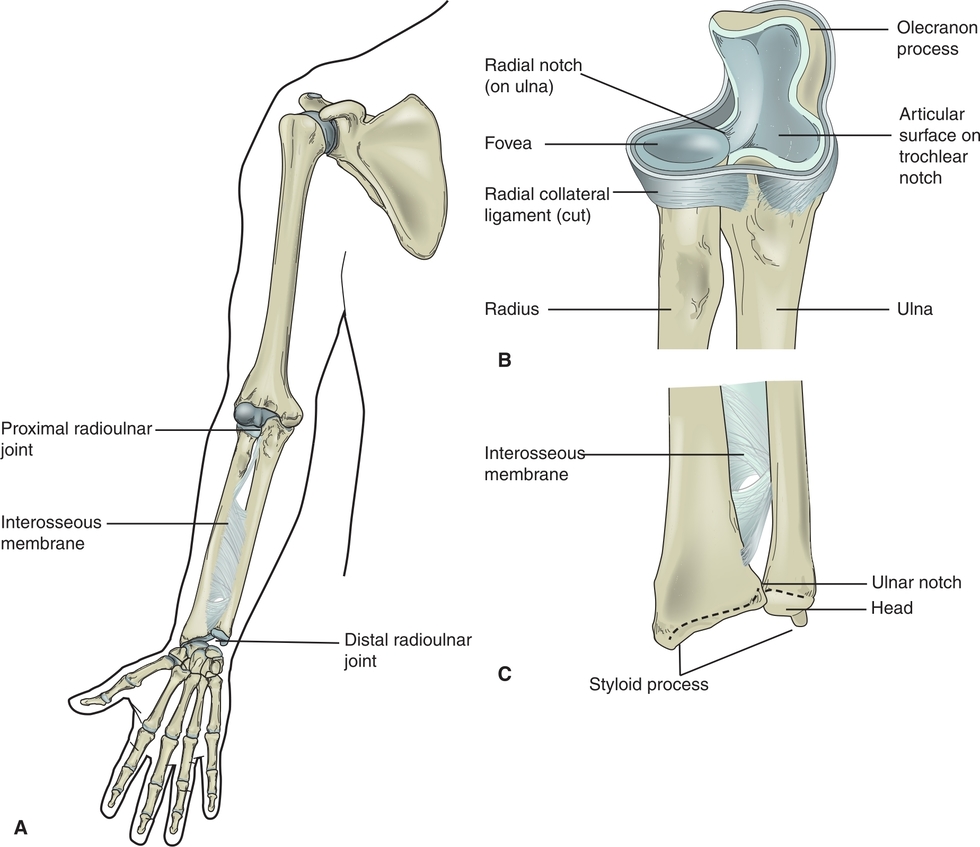 Proximal radioulnar
joint
Interosseous
membrane
Distal radioulnar
joint
A
Radial notch
(on ulna)
Fovea
Radial collateral
ligament (cut)
Radius
Olecranon
process
Articular
surface on
trochlear
notch
Ulna
B
Interosseous
membrane
Ulnar notch
Head
Styloid process
C